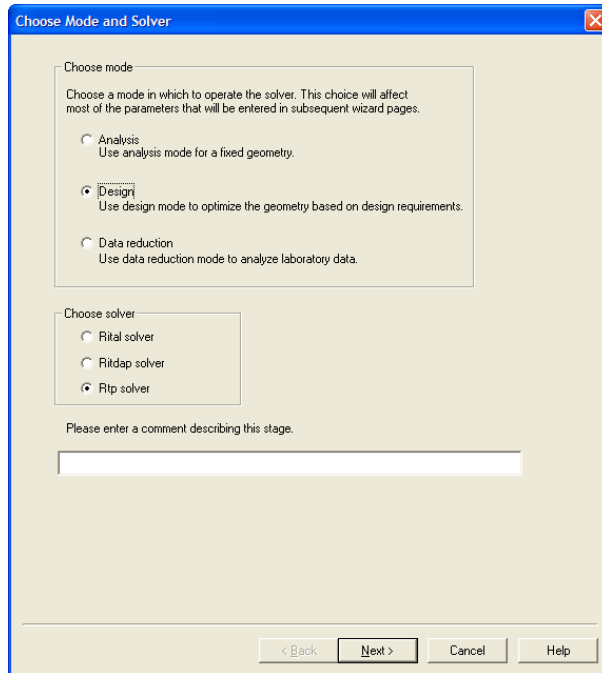 Choose Mode and Solver
Choose mode
Choose a mode in which to operate the solver. This choice will affect
most of the parameters that will be entered in subsequent wizard pages.
Analysis
Use analysis mode for a fixed geometry.
Design
Use design mode to optimize the geometry based on design requirements.
Data reduction
Use data reduction mode to analyze laboratory data.
Choose solver
Rital solver
Ritdap solver
Rtp solver
Please enter a comment describing this stage.
< Back Next > Cancel Help